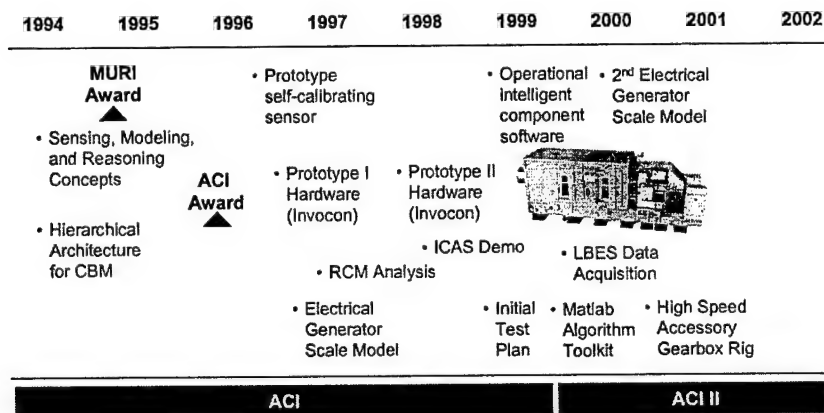 1994 1995 1996 1997 1998 1999 2000 2001 2002
MURI
Award
• Sensing, Modeling,
and Reasoning
Concepts
• Hierarchical
Architecture
for CBM
ACI
Award
• Prototype
self-calibrating
sensor
• Prototype I
Hardware
(Invocon)
• RCM Analysis
• Electrical
Generator
Scale Model
• Prototype II
Hardware
(Invocon)
• ICAS Demo
• Operational
intelligent
component
software
• Initial
Test
Plan
• 2nd Electrical
Generator
Scale Model
• LBES Data
Acquisition
• Matlab
Algorithm
Toolkit
• High Speed
Accessory
Gearbox Rig
ACI
ACI II